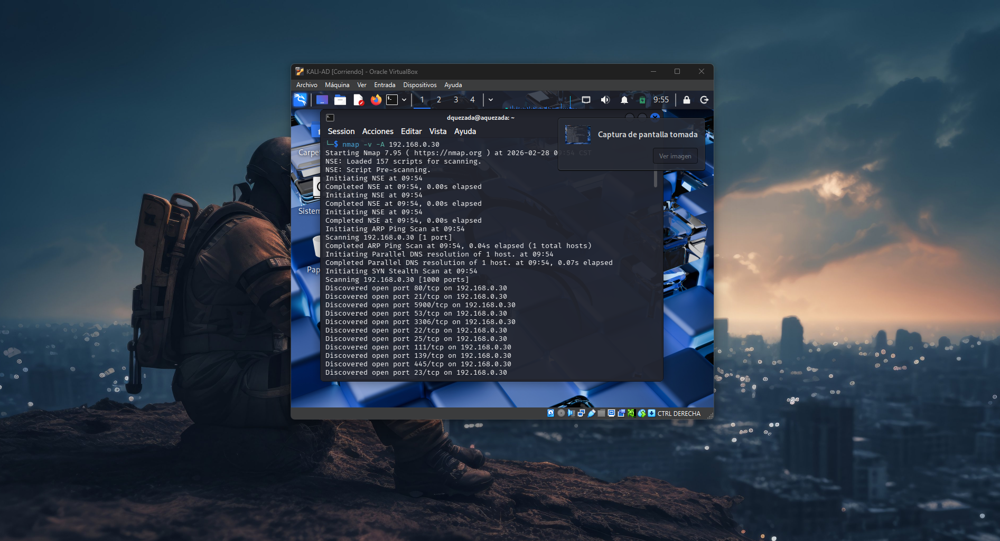 KALI-AD [Corriendo] - Oracle VirtualBox
Archivo Máquina Ver Entrada Dispositivos Ayuda
1 2 3 4 9:55
dquezada@aquezada: ~
Session Acciones Editar Vista Ayuda
Captura de pantalla tomada
Ver imagen
Carpe
Sistem
Pap
└─$ nmap -v -A 192.168.0.30
Starting Nmap 7.95 ( https://nmap.org ) at 2026-02-28 09:54 CST
NSE: Loaded 157 scripts for scanning.
NSE: Script Pre-scanning.
Initiating NSE at 09:54
Completed NSE at 09:54, 0.00s elapsed
Initiating NSE at 09:54
Completed NSE at 09:54, 0.00s elapsed
Initiating NSE at 09:54
Completed NSE at 09:54, 0.00s elapsed
Initiating ARP Ping Scan at 09:54
Scanning 192.168.0.30 [1 port]
Completed ARP Ping Scan at 09:54, 0.04s elapsed (1 total hosts)
Initiating Parallel DNS resolution of 1 host. at 09:54
Completed Parallel DNS resolution of 1 host. at 09:54, 0.07s elapsed
Initiating SYN Stealth Scan at 09:54
Scanning 192.168.0.30 [1000 ports]
Discovered open port 80/tcp on 192.168.0.30
Discovered open port 21/tcp on 192.168.0.30
Discovered open port 5900/tcp on 192.168.0.30
Discovered open port 53/tcp on 192.168.0.30
Discovered open port 3306/tcp on 192.168.0.30
Discovered open port 22/tcp on 192.168.0.30
Discovered open port 25/tcp on 192.168.0.30
Discovered open port 111/tcp on 192.168.0.30
Discovered open port 139/tcp on 192.168.0.30
Discovered open port 445/tcp on 192.168.0.30
Discovered open port 23/tcp on 192.168.0.30
CTRL DERECHA